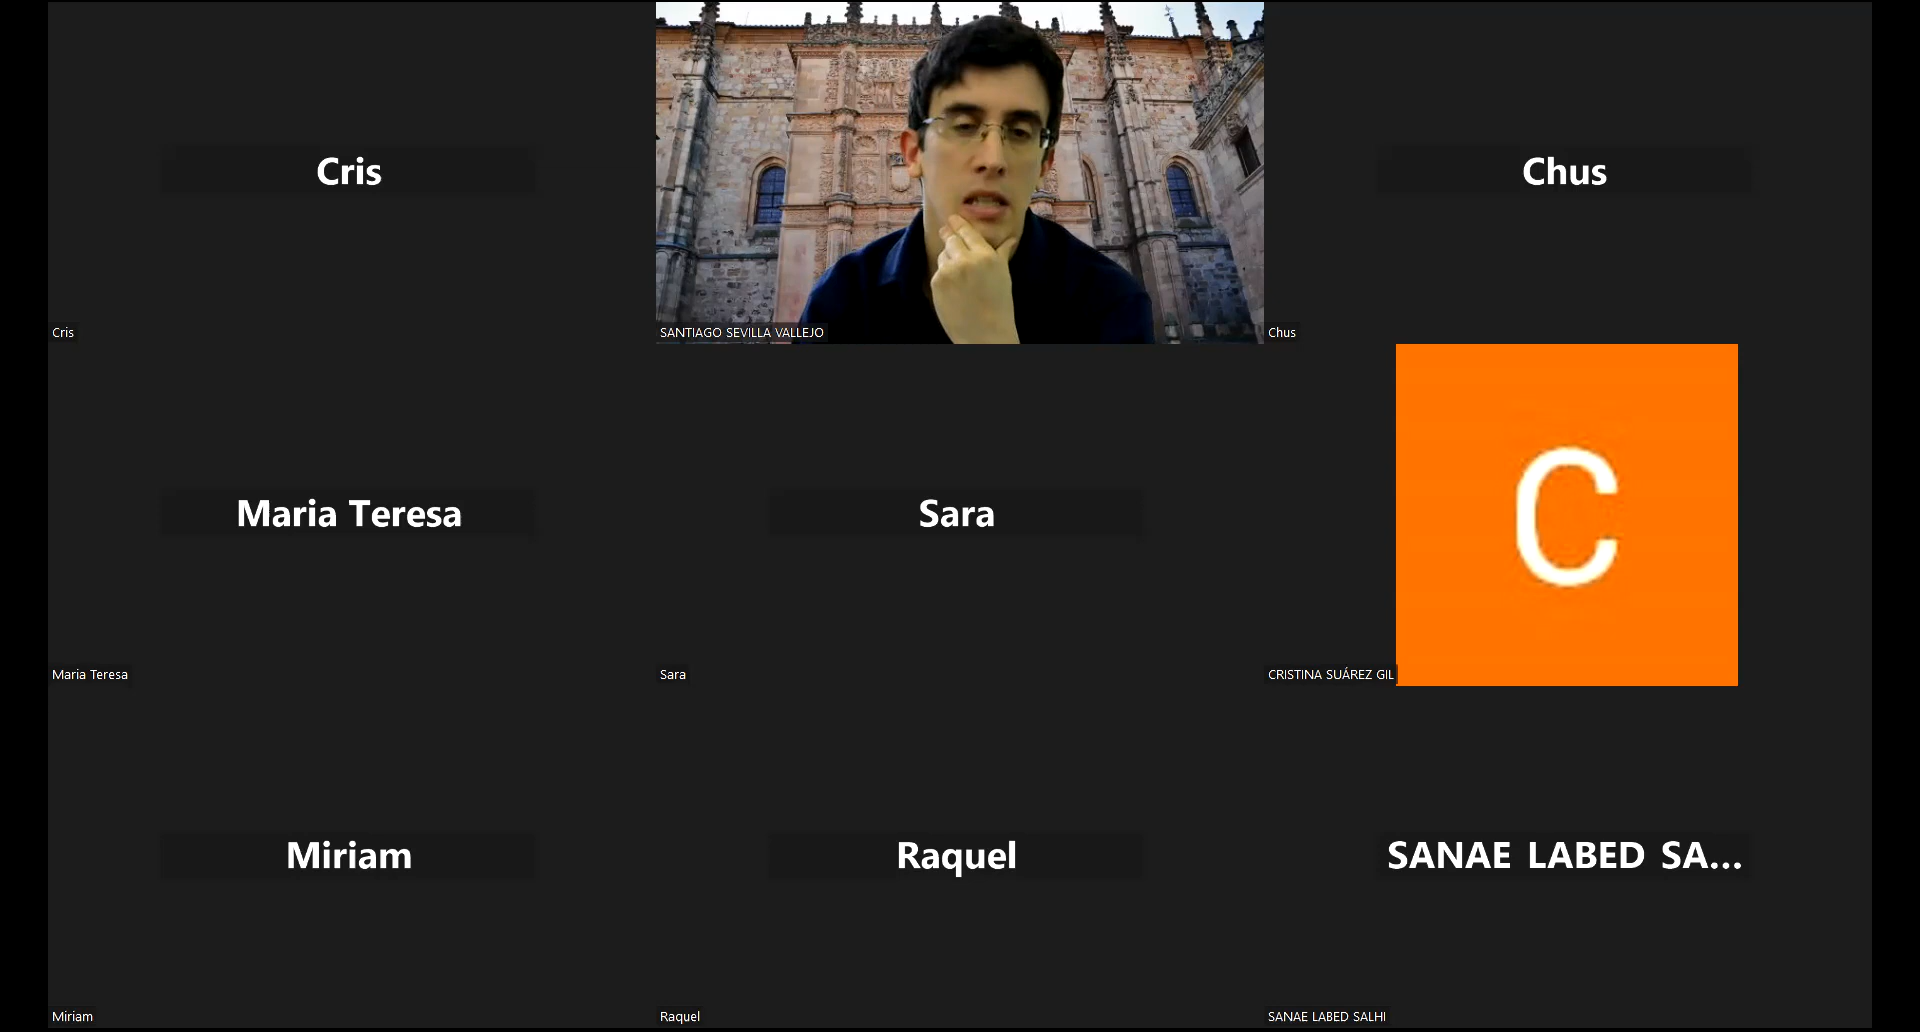 Cris
Chus
Cris
SANTIAGO SEVILLA VALLEJO
Chus
Maria Teresa
Sara
C
Maria Teresa
Sara
CRISTINA SUÁREZ GIL
Miriam
Raquel
SANAE LABED SA...
Miriam
Raquel
SANAE LABED SALHI